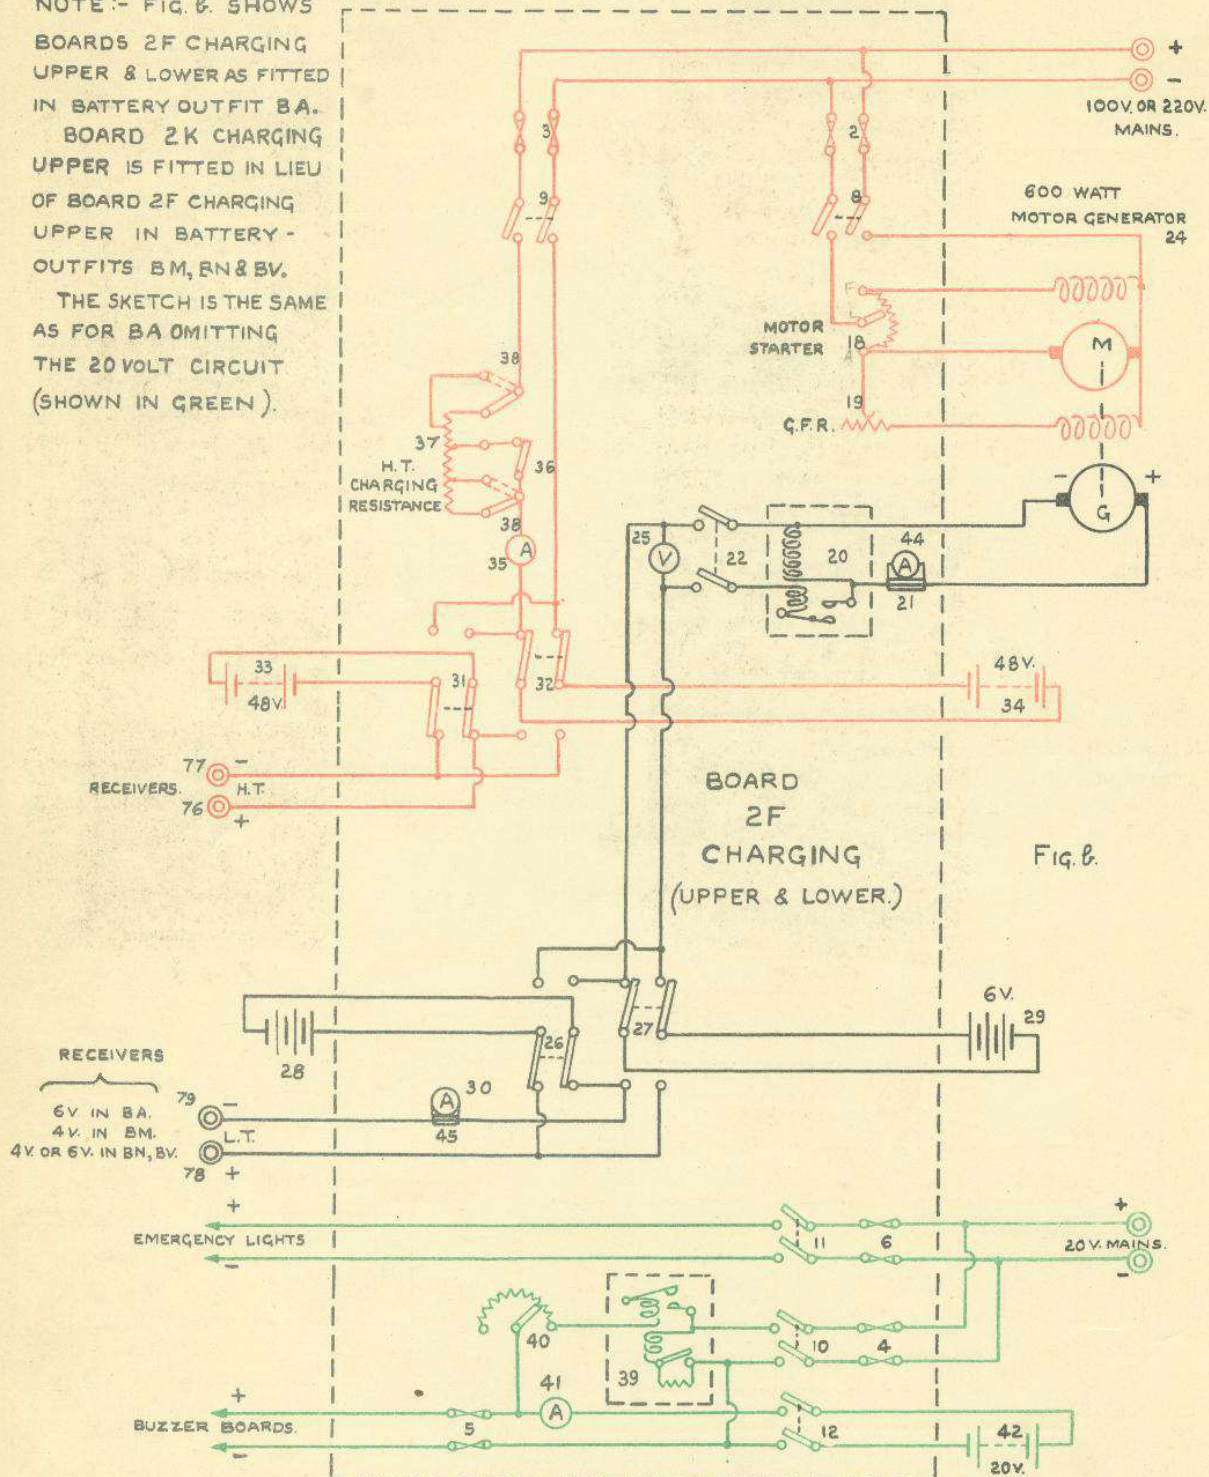 NOTE:- FIG. b. SHOWS
BOARDS 2F CHARGING
UPPER & LOWER AS FITTED
IN BATTERY OUTFIT BA.
BOARD 2K CHARGING
UPPER IS FITTED IN LIEU
OF BOARD 2F CHARGING
UPPER IN BATTERY -
OUTFITS BM, BN & BV.
THE SKETCH IS THE SAME
AS FOR BA OMITTING
THE 20 VOLT CIRCUIT
(SHOWN IN GREEN).
+
-
100V. OR 220V.
MAINS.
3
2
9
8
600 WATT
MOTOR GENERATOR
24
F
L
MOTOR
STARTER
18
A
M
19
G.F.R.
38
37
36
H.T.
CHARGING
RESISTANCE
38
35
A
- +
G
25
V
22
20
44
A
21
33
48V.
31
32
48V.
34
77 -
RECEIVERS. H.T.
76 +
BOARD
2F
CHARGING
(UPPER & LOWER.)
FIG. b.
28
26
27
6V.
29
RECEIVERS
6V. IN BA.
4V. IN BM.
4V. OR 6V. IN BN, BV.
79 -
L.T.
78 +
A
30
45
+
EMERGENCY LIGHTS
-
11
6
+
20V. MAINS.
-
40
39
10
4
41
A
+
BUZZER BOARDS.
-
5
12
42
20V.